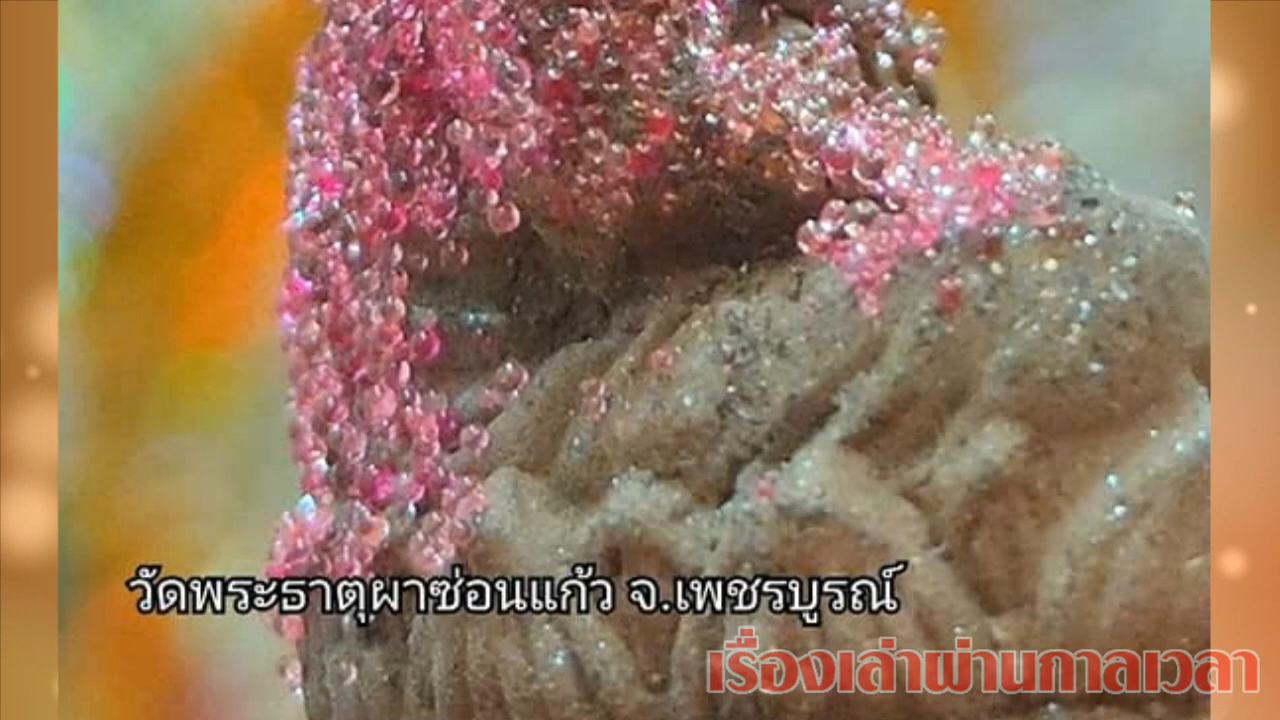 วัดพระธาตุผาซ่อนแก้ว จ.เพชรบูรณ์
เรื่องเล่าผ่านกาลเวลา